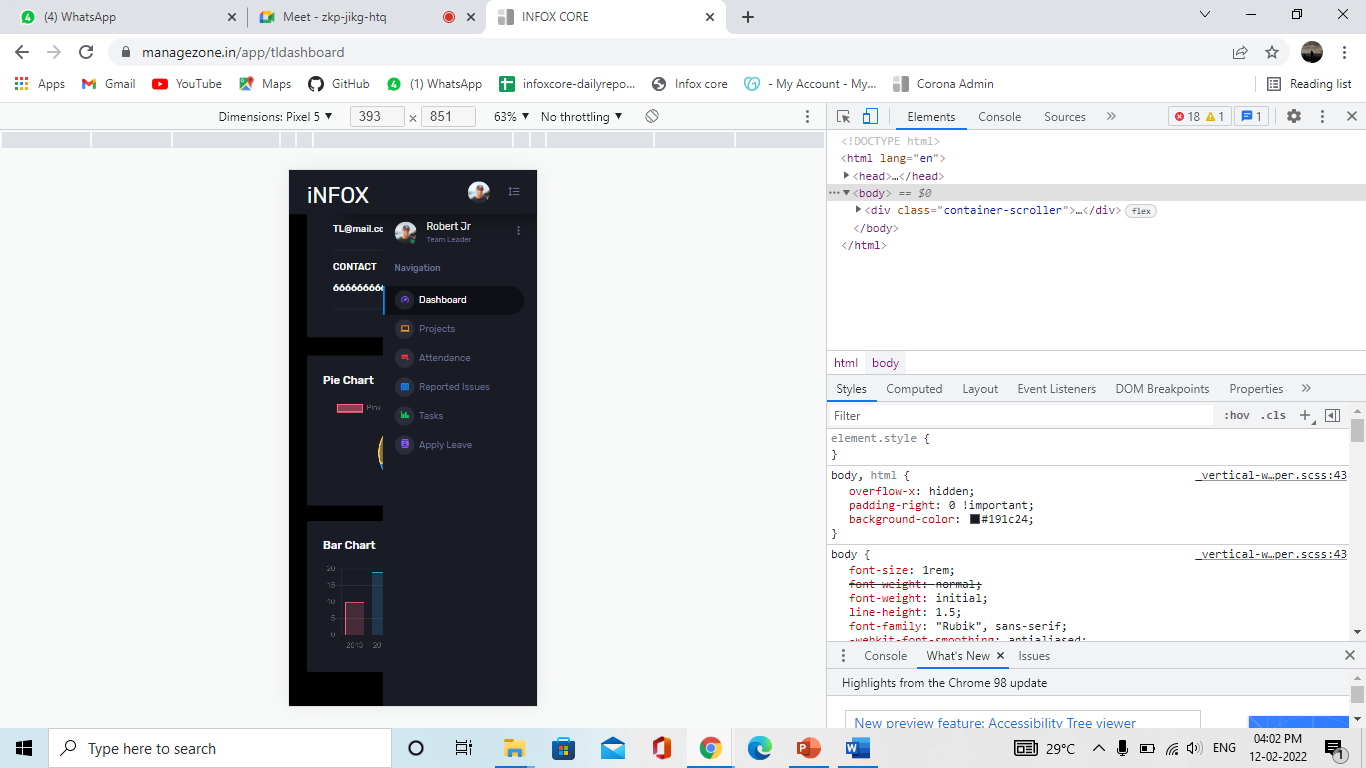 (4) WhatsApp
Meet - zkp-jikg-htq
INFOX CORE
managezone.in/app/tldashboard
Apps
Gmail
YouTube
Maps
GitHub
(1) WhatsApp
infoxcore-dailyrepo...
Infox core
- My Account - My...
Corona Admin
Reading list
Dimensions: Pixel 5
393 × 851
63%
No throttling
Elements
Console
Sources
18
1
1
<!DOCTYPE html>
<html lang="en">
<head>…</head>
<body> == $0
<div class="container-scroller">…</div> flex
</body>
</html>
html body
Styles
Computed
Layout
Event Listeners
DOM Breakpoints
Properties
Filter
:hov .cls
element.style {
}
body, html { _vertical-w…per.scss:43
overflow-x: hidden;
padding-right: 0 !important;
background-color: #191c24;
}
body { _vertical-w…per.scss:43
font-size: 1rem;
font-weight: normal;
font-weight: initial;
line-height: 1.5;
font-family: "Rubik", sans-serif;
-webkit-font-smoothing: antialiased;
Console
What's New
Issues
Highlights from the Chrome 98 update
New preview feature: Accessibility Tree viewer
iNFOX
TL@mail.co
CONTACT
666666666
Robert Jr
Team Leader
Navigation
Dashboard
Projects
Attendance
Reported Issues
Tasks
Apply Leave
Pie Chart
Pink
Bar Chart
20
15
10
5
0
2013
20
Type here to search
29°C
ENG
04:02 PM
12-02-2022
1